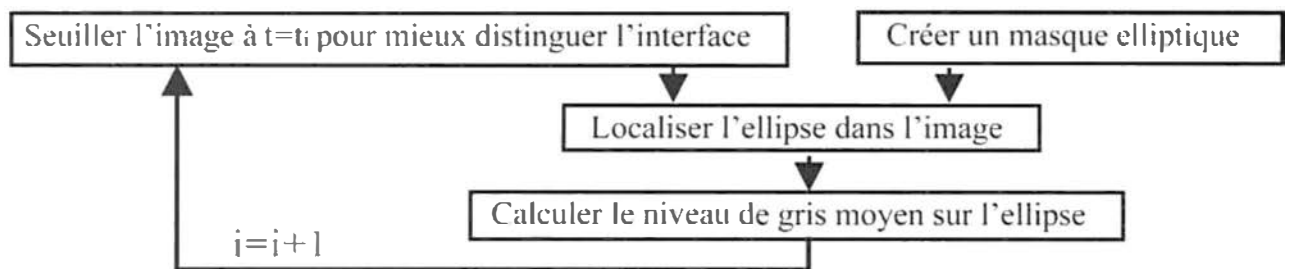 Seuiller l'image à t=ti pour mieux distinguer l'interface
Créer un masque elliptique
Localiser l'ellipse dans l'image
Calculer le niveau de gris moyen sur l'ellipse
i=i+1